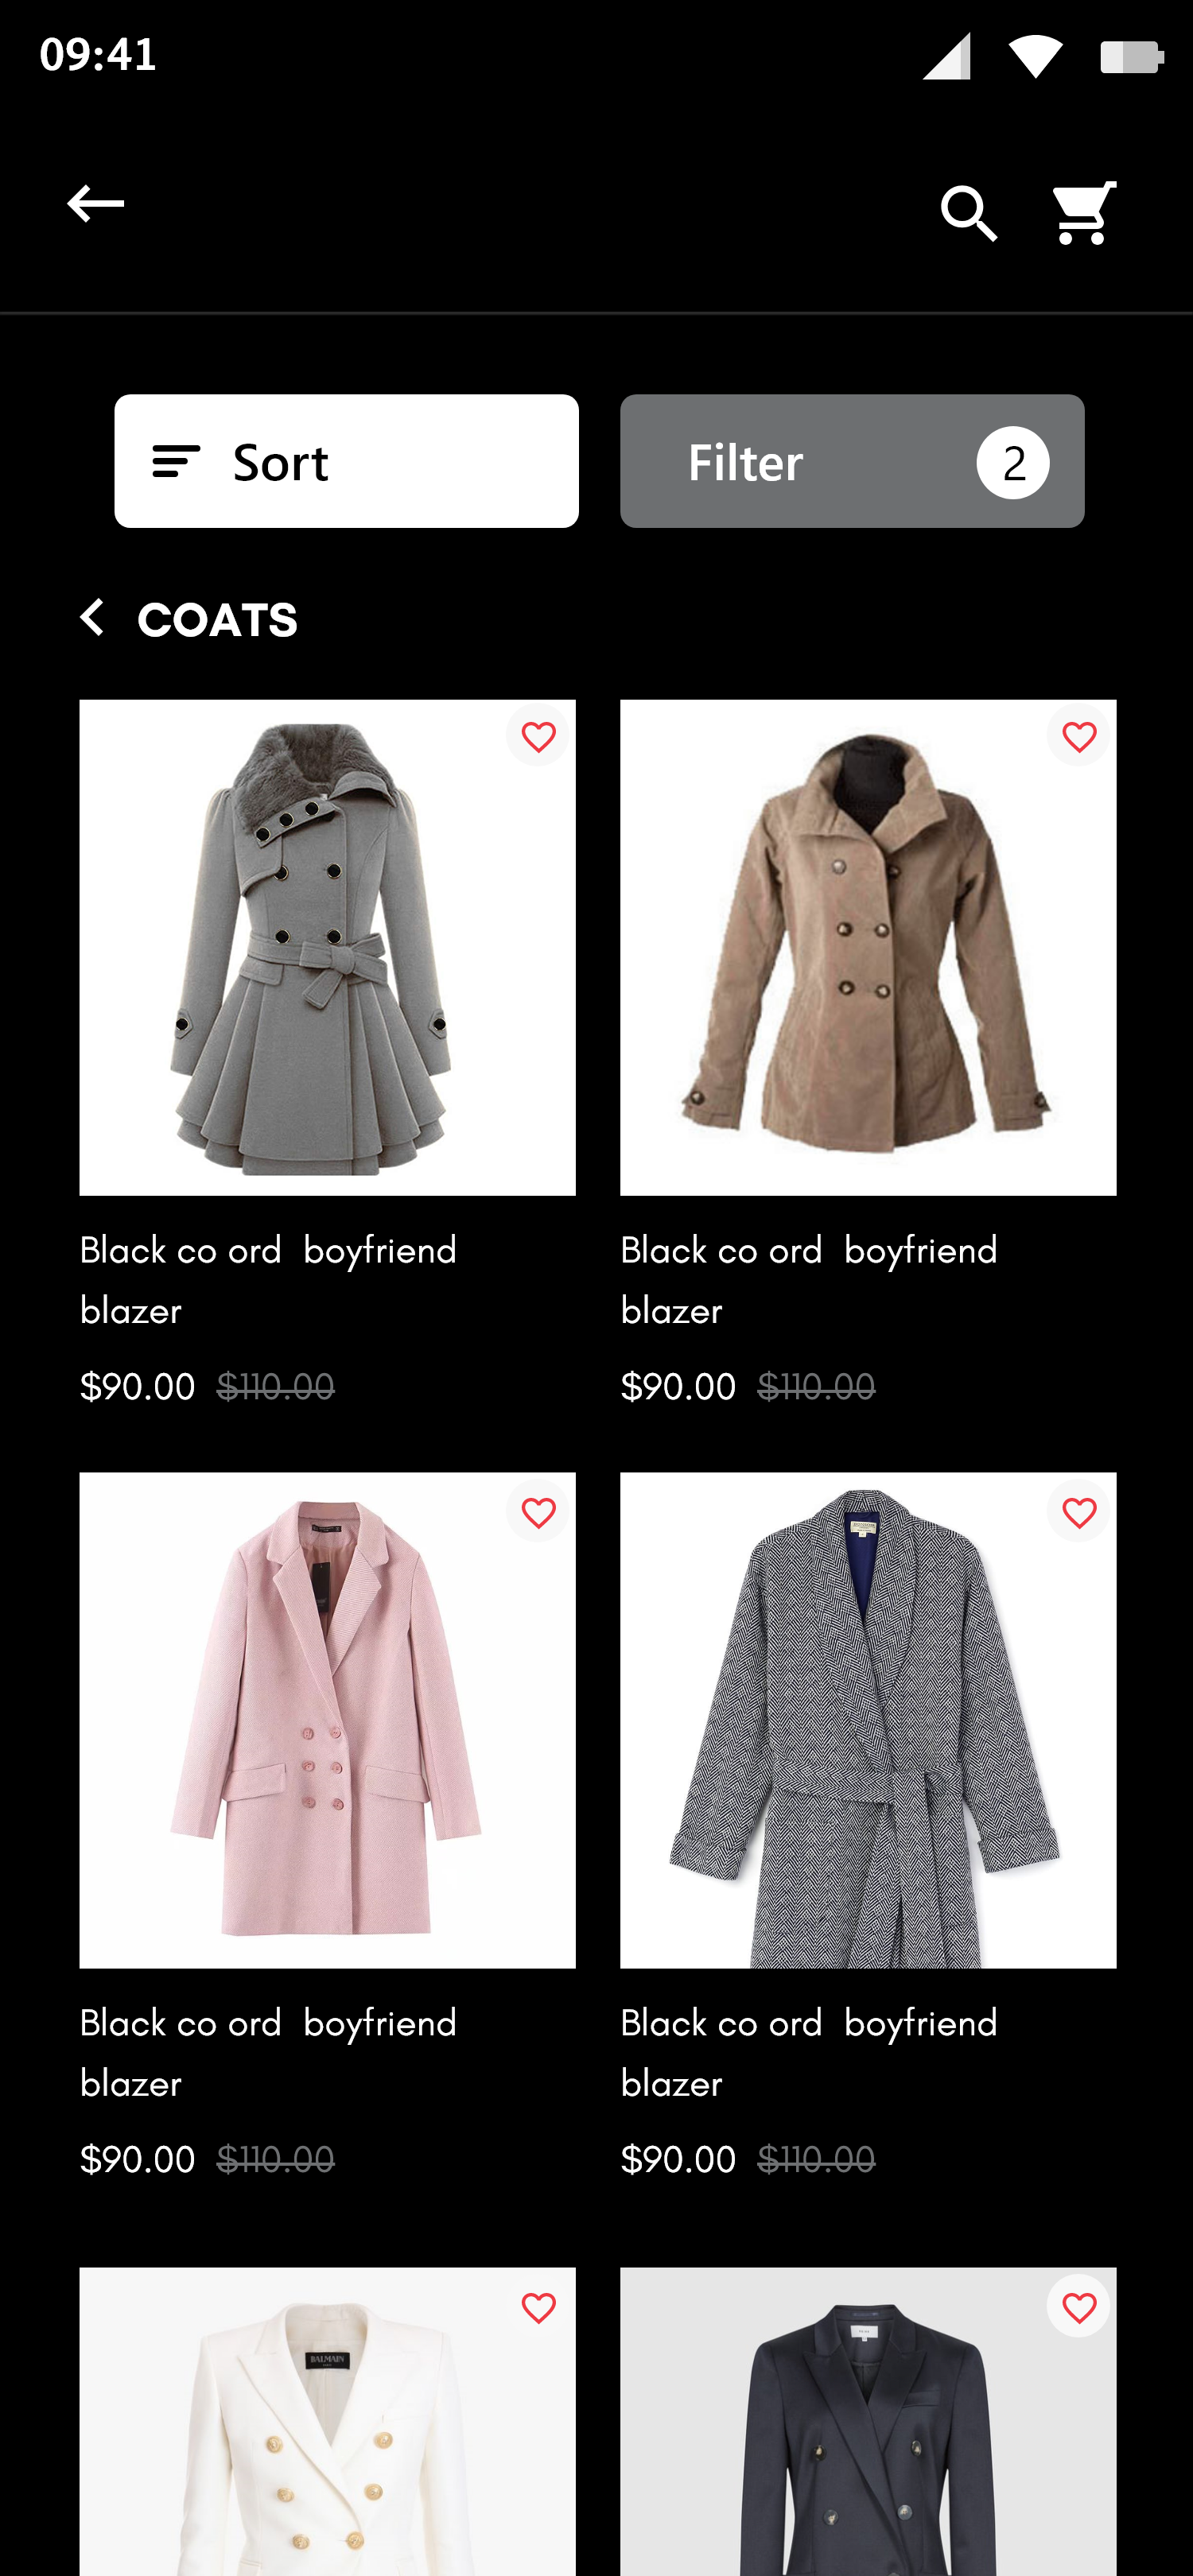 09:41
Sort
Filter
2
COATS
Black co ord  boyfriend
blazer
$90.00 $110.00
Black co ord  boyfriend
blazer
$90.00 $110.00
Black co ord  boyfriend
blazer
$90.00 $110.00
Black co ord  boyfriend
blazer
$90.00 $110.00
BALMAIN